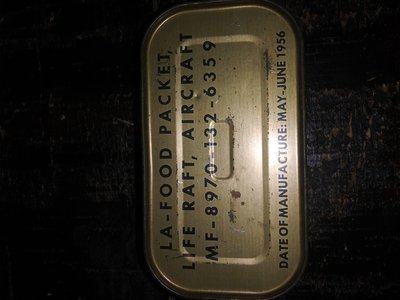 LA-FOOD PACKET,
LIFE RAFT, AIRCRAFT
MF-8970-132-6359
DATE OF MANUFACTURE: MAY-JUNE 1956